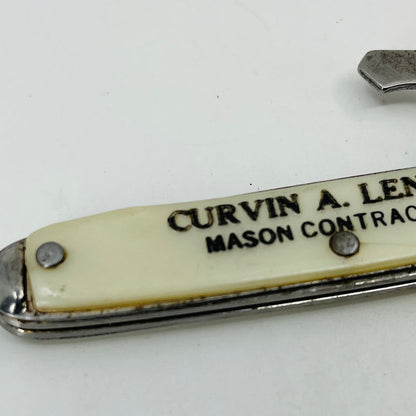 CURVIN A. LEN
MASON CONTRAC